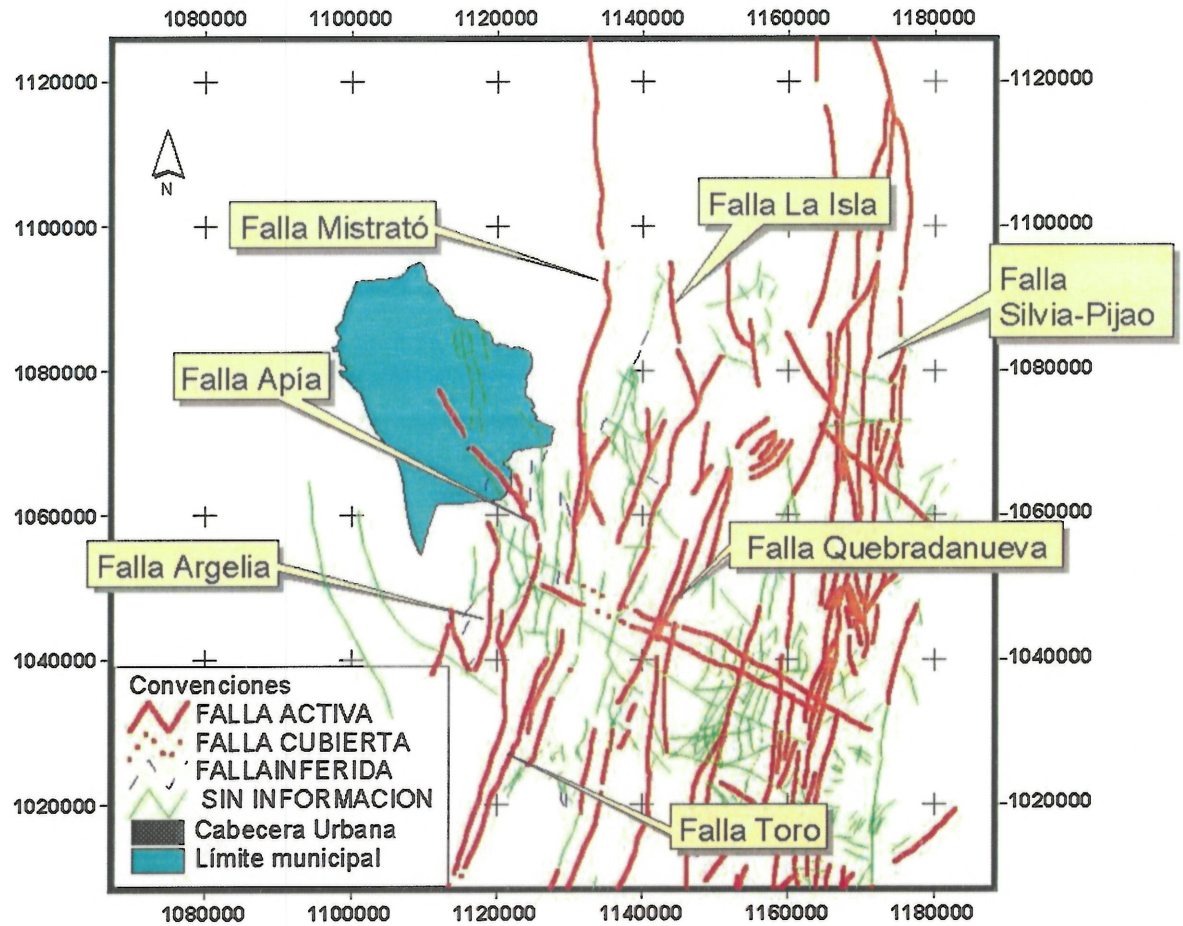 1080000 1100000 1120000 1140000 1160000 1180000
1120000
1120000
N
Falla La Isla
Falla Mistrató
1100000
1100000
Falla
Silvia-Pijao
Falla Apía
1080000
1080000
1060000
1060000
Falla Quebradanueva
Falla Argelia
1040000
1040000
Convenciones
FALLA ACTIVA
FALLA CUBIERTA
FALLAINFERIDA
SIN INFORMACION
Cabecera Urbana
Límite municipal
1020000
1020000
Falla Toro
1080000 1100000 1120000 1140000 1160000 1180000